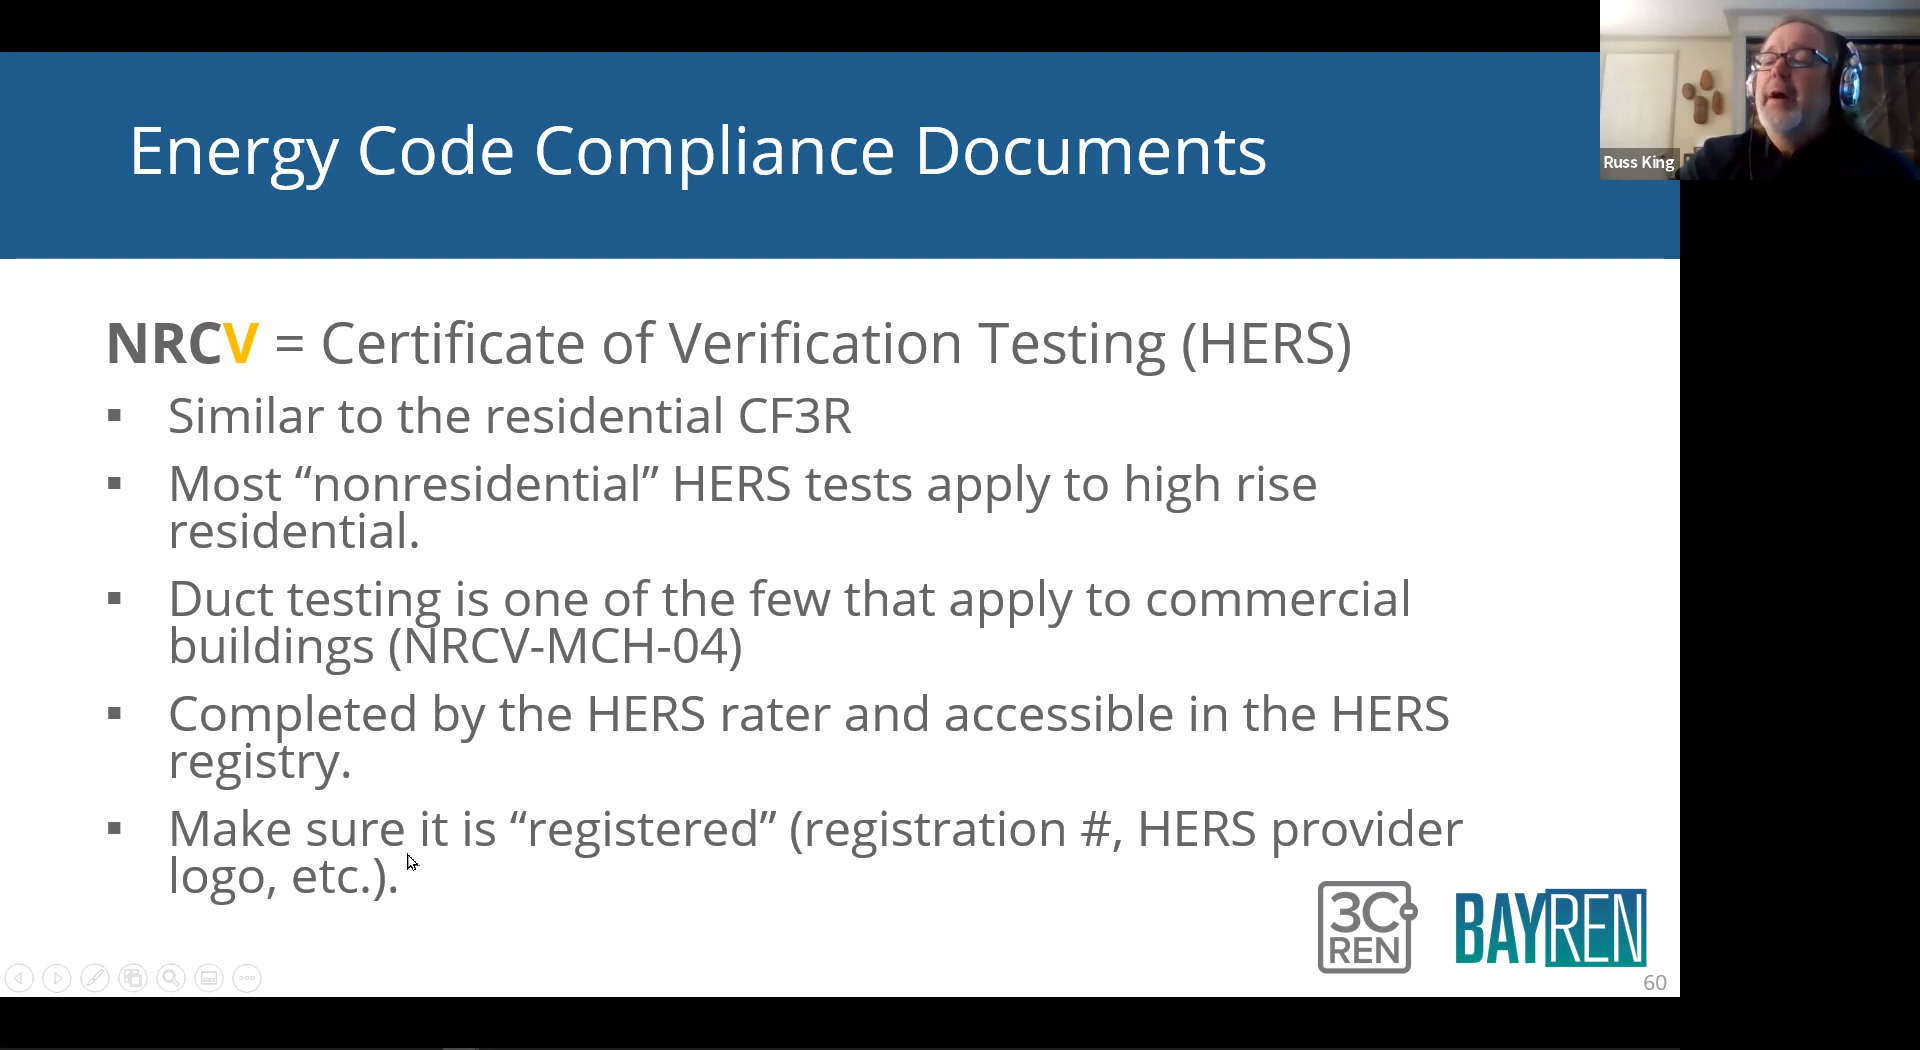 Energy Code Compliance Documents
Russ King
NRCV = Certificate of Verification Testing (HERS)
▪ Similar to the residential CF3R
▪ Most “nonresidential” HERS tests apply to high rise
residential.
▪ Duct testing is one of the few that apply to commercial
buildings (NRCV-MCH-04)
▪ Completed by the HERS rater and accessible in the HERS
registry.
▪ Make sure it is “registered” (registration #, HERS provider
logo, etc.).
3C-
REN
BAYREN
60